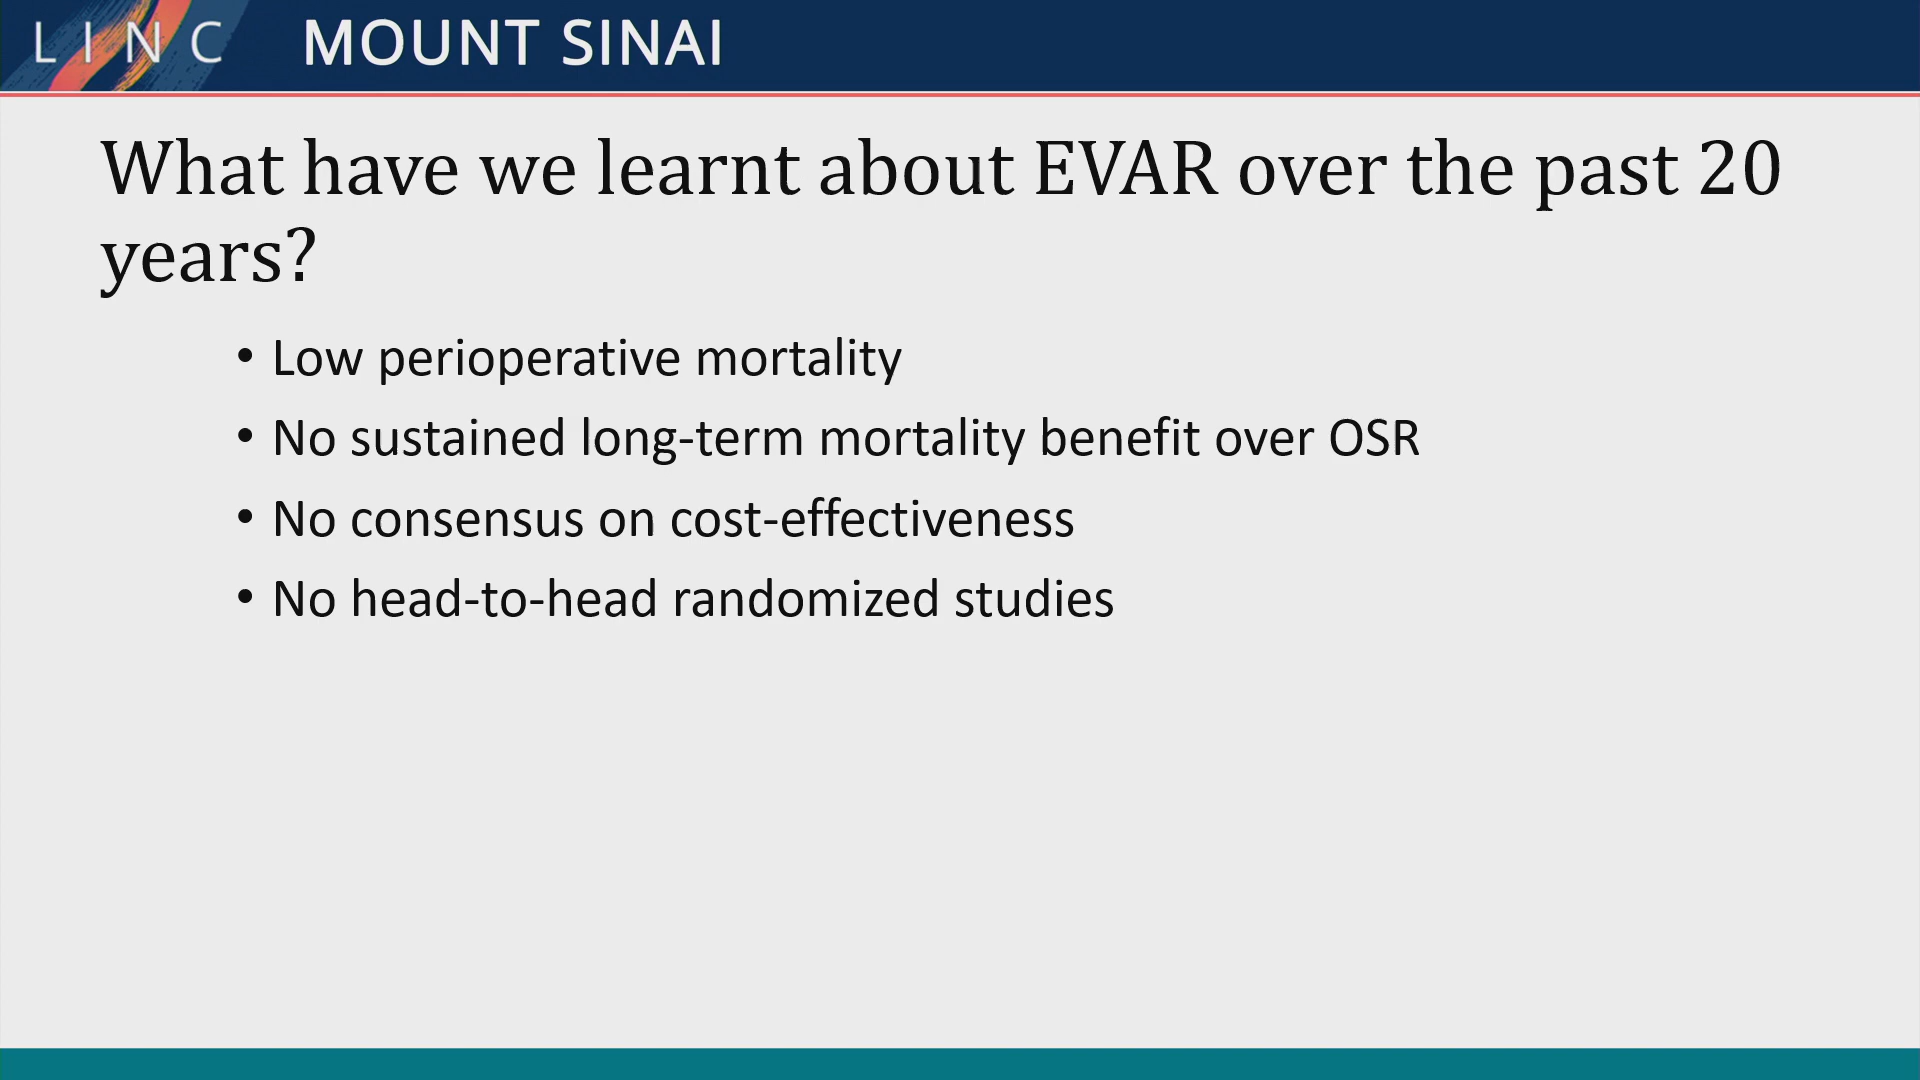 LINC MOUNT SINAI
What have we learnt about EVAR over the past 20
years?
• Low perioperative mortality
• No sustained long-term mortality benefit over OSR
• No consensus on cost-effectiveness
• No head-to-head randomized studies